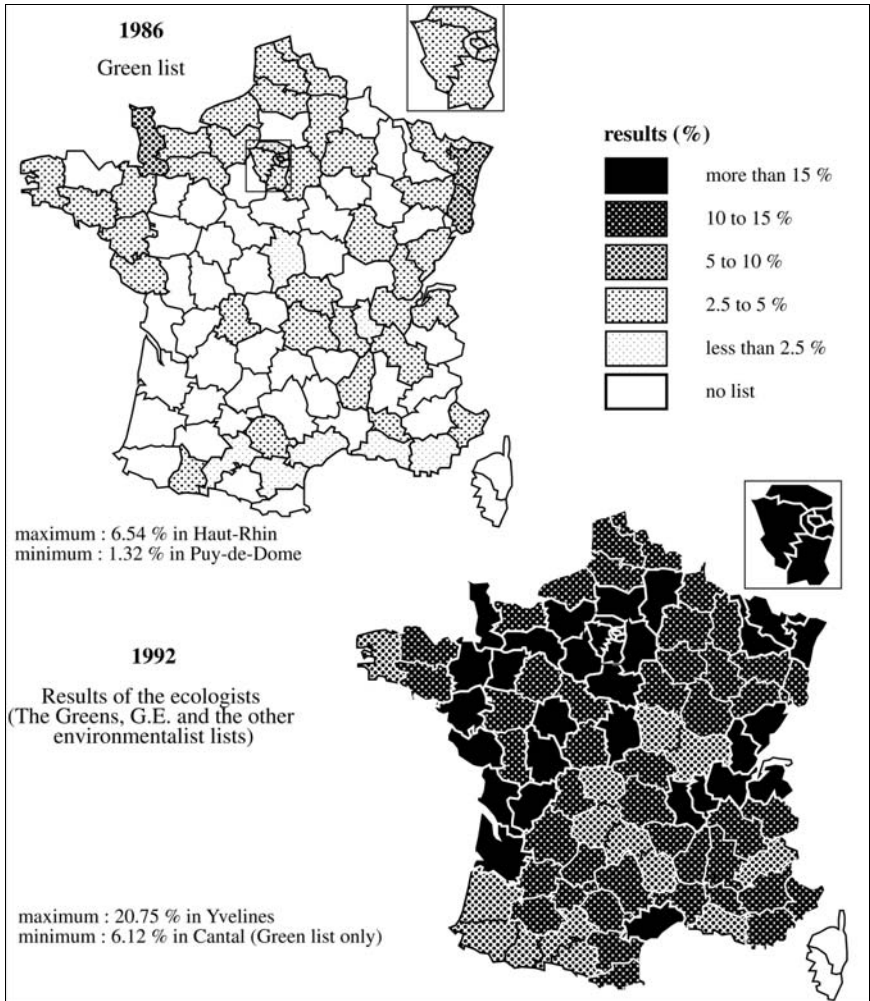 1986
Green list
results (%)
more than 15 %
10 to 15 %
5 to 10 %
2.5 to 5 %
less than 2.5 %
no list
maximum : 6.54 % in Haut-Rhin
minimum : 1.32 % in Puy-de-Dome
1992
Results of the ecologists
(The Greens, G.E. and the other
environmentalist lists)
maximum : 20.75 % in Yvelines
minimum : 6.12 % in Cantal (Green list only)